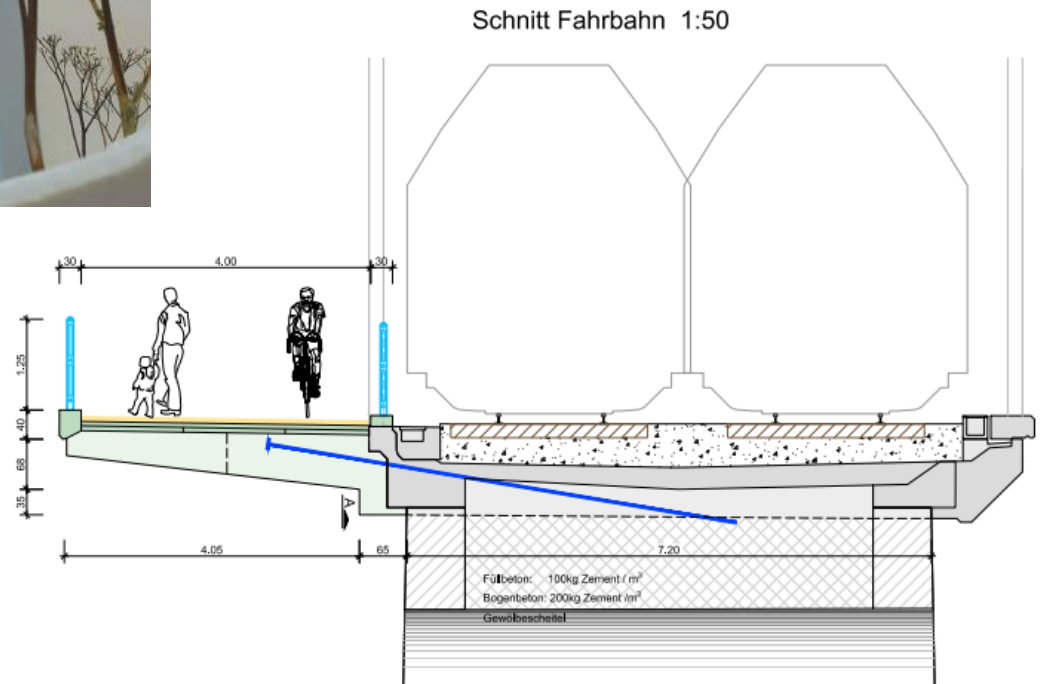 Schnitt Fahrbahn 1:50
30
4.00
30
1.25
40
68
35
A
4.05
65
7.20
Füllbeton: 100kg Zement / m³
Bogenbeton: 200kg Zement /m³
Gewölbescheitel